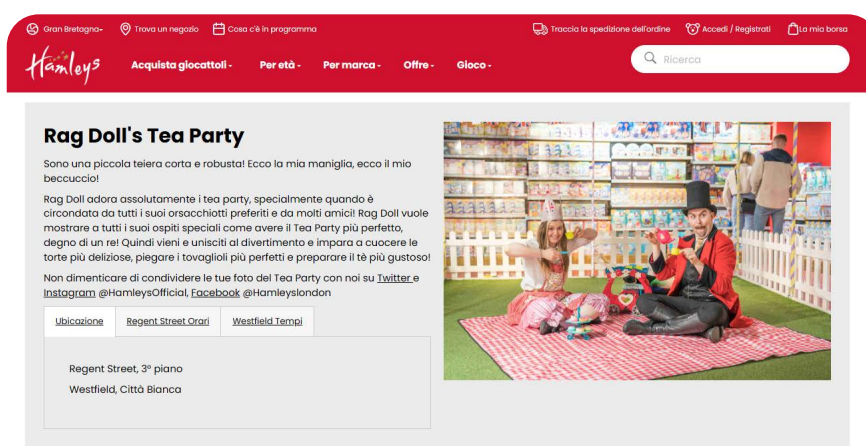 Gran Bretagna-
Trova un negozio
Cosa c'è in programma
Traccia la spedizione dell'ordine
Accedi / Registrati
La mia borsa
Hamleys
Acquista giocattoli -
Per età -
Per marca -
Offre -
Gioco -
Ricerca
Rag Doll's Tea Party
Sono una piccola teiera corta e robusta! Ecco la mia maniglia, ecco il mio
beccuccio!
Rag Doll adora assolutamente i tea party, specialmente quando è
circondata da tutti i suoi orsacchiotti preferiti e da molti amici! Rag Doll vuole
mostrare a tutti i suoi ospiti speciali come avere il Tea Party più perfetto,
degno di un re! Quindi vieni e unisciti al divertimento e impara a cuocere le
torte più deliziose, piegare i tovaglioli più perfetti e preparare il tè più gustoso!
Non dimenticare di condividere le tue foto del Tea Party con noi su Twitter e
Instagram @HamleysOfficial, Facebook @Hamleyslondon
Ubicazione
Regent Street Orari
Westfield Tempi
Regent Street, 3° piano
Westfield, Città Bianca